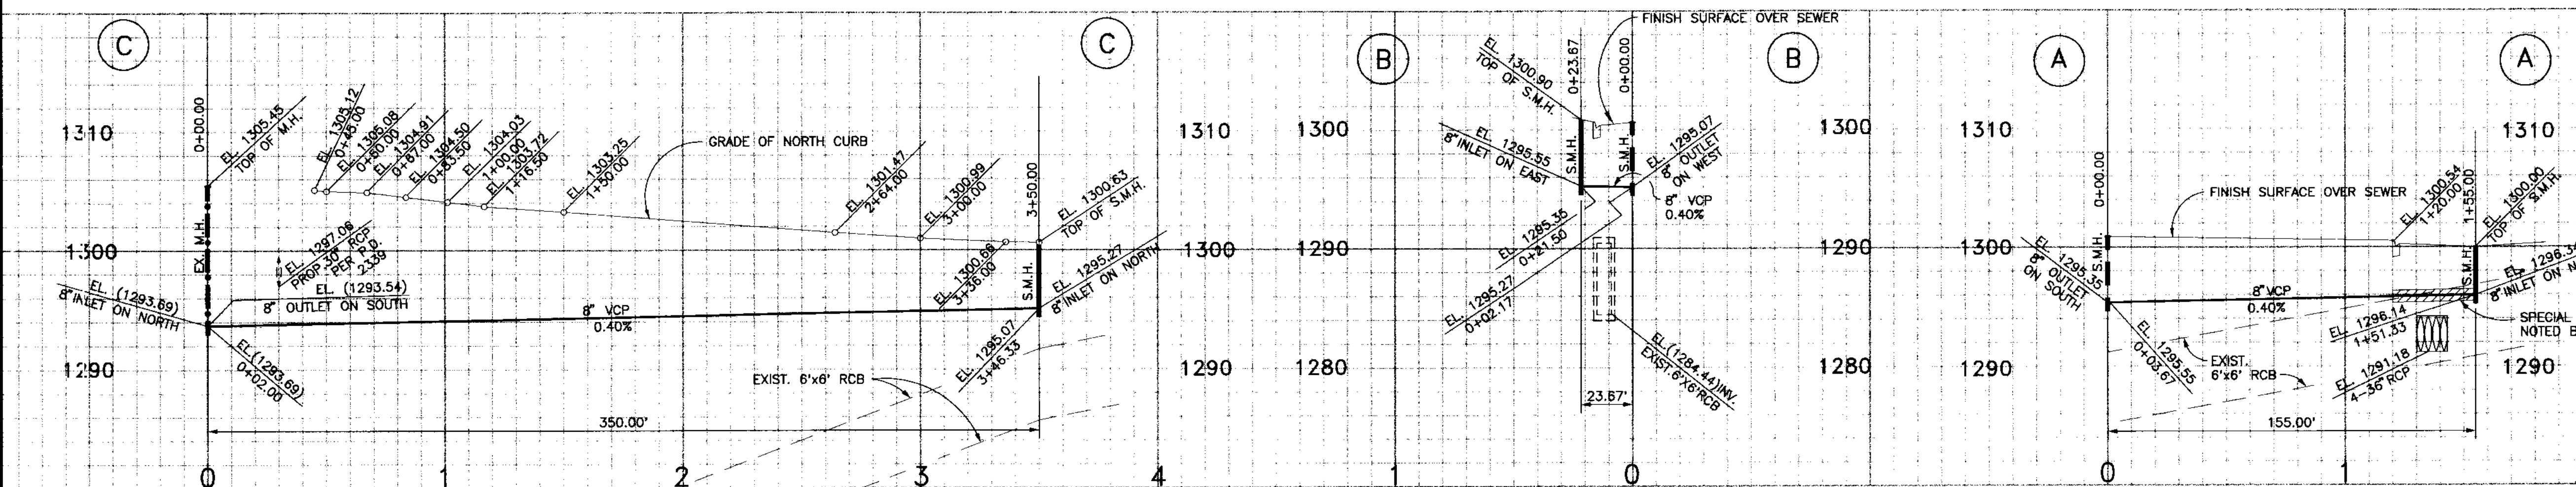 C
C
1310
1300
1290
1310
1300
1290
0+00.00
EL. 1305.45
TOP OF M.H.
EX. M.H.
EL. 1305.12
0+45.00
EL. 1305.08
0+50.00
EL. 1304.91
0+67.00
EL. 1304.50
0+83.50
EL. 1304.03
1+00.00
EL. 1303.72
1+16.50
EL. 1303.25
1+50.00
GRADE OF NORTH CURB
EL. 1301.47
2+64.00
EL. 1300.99
3+00.00
EL. 1300.68
3+36.00
3+50.00
EL. 1300.63
TOP OF S.M.H.
S.M.H.
EL. 1295.27
8" INLET ON NORTH
EL. 1295.07
3+46.33
EL. 1297.06
PROP. 30" RCP
PER P.D.
2339
EL. (1293.54)
8" OUTLET ON SOUTH
EL. (1293.69)
8" INLET ON NORTH
EL. (1293.69)
0+02.00
8" VCP
0.40%
EXIST. 6'x6' RCB
350.00'
0
1
2
3
4
B
B
1300
1290
1280
1300
1290
1280
FINISH SURFACE OVER SEWER
EL. 1300.90
TOP OF S.M.H.
0+23.67
0+00.00
S.M.H.
S.M.H.
EL. 1295.55
8" INLET ON EAST
EL. 1295.07
8" OUTLET
ON WEST
8" VCP
0.40%
EL. 1295.35
0+21.50
EL. 1295.27
0+02.17
EL. (1284.44) INV.
EXIST. 6'X6' RCB
23.67'
1
0
A
A
1310
1300
1290
1310
1290
0+00.00
S.M.H.
EL. 1295.35
8" OUTLET
ON SOUTH
EL. 1295.55
0+03.67
FINISH SURFACE OVER SEWER
EL. 1300.54
1+20.00
1+55.00
EL. 1300.00
TOP OF S.M.H.
S.M.H.
EL. 1296.3
8" INLET ON N
8" VCP
0.40%
EL. 1296.14
1+51.33
SPECIAL
NOTED B
EXIST.
6'x6' RCB
EL. 1291.18
4-36" RCP
155.00'
0
1